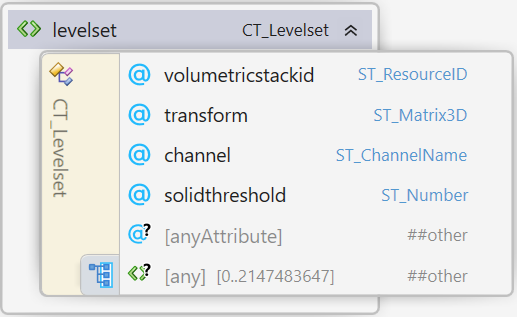 levelset CT_Levelset
CT_Levelset
@ volumetricstackid ST_ResourceID
@ transform ST_Matrix3D
@ channel ST_ChannelName
@ solidthreshold ST_Number
@? [anyAttribute] ##other
<>? [any] [0..2147483647] ##other